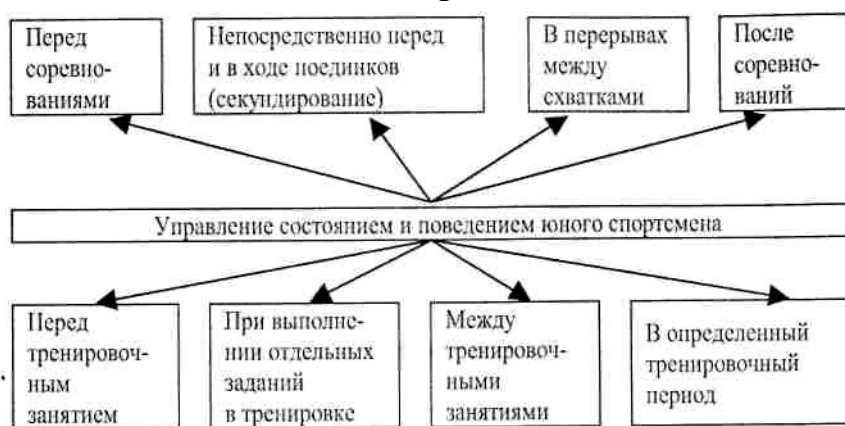 Перед
соревно-
ваниями
Непосредственно перед
и в ходе поединков
(секундирование)
В перерывах
между
схватками
После
соревно-
ваний
Управление состоянием и поведением юного спортсмена
Перед
тренировоч-
ным
занятием
При выполне-
нии отдельных
заданий
в тренировке
Между
тренировоч-
ными
занятиями
В определенный
тренировочный
период